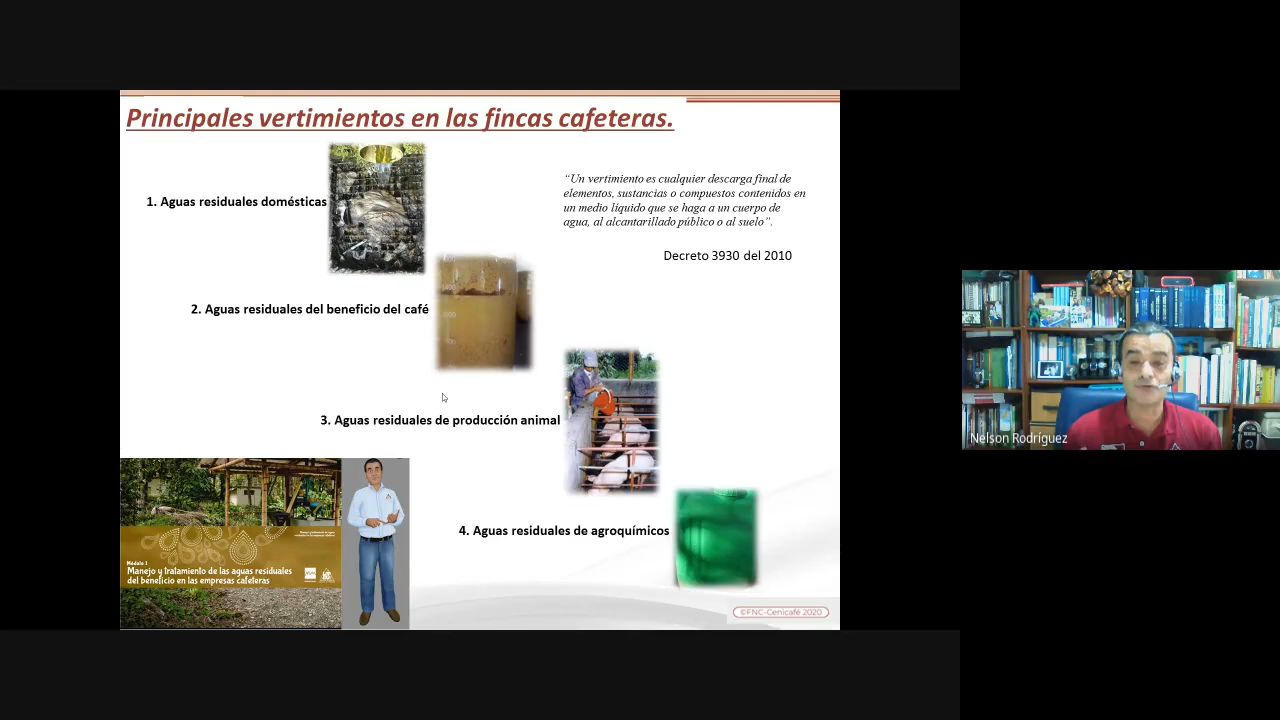 Principales vertimientos en las fincas cafeteras.
1. Aguas residuales domésticas
“Un vertimiento es cualquier descarga final de
elementos, sustancias o compuestos contenidos en
un medio líquido que se haga a un cuerpo de
agua, al alcantarillado público o al suelo”.
Decreto 3930 del 2010
2. Aguas residuales del beneficio del café
3. Aguas residuales de producción animal
4. Aguas residuales de agroquímicos
Módulo 1
Manejo y tratamiento de las aguas residuales
del beneficio en las empresas cafeteras
©FNC-Cenicafé 2020
Nelson Rodríguez